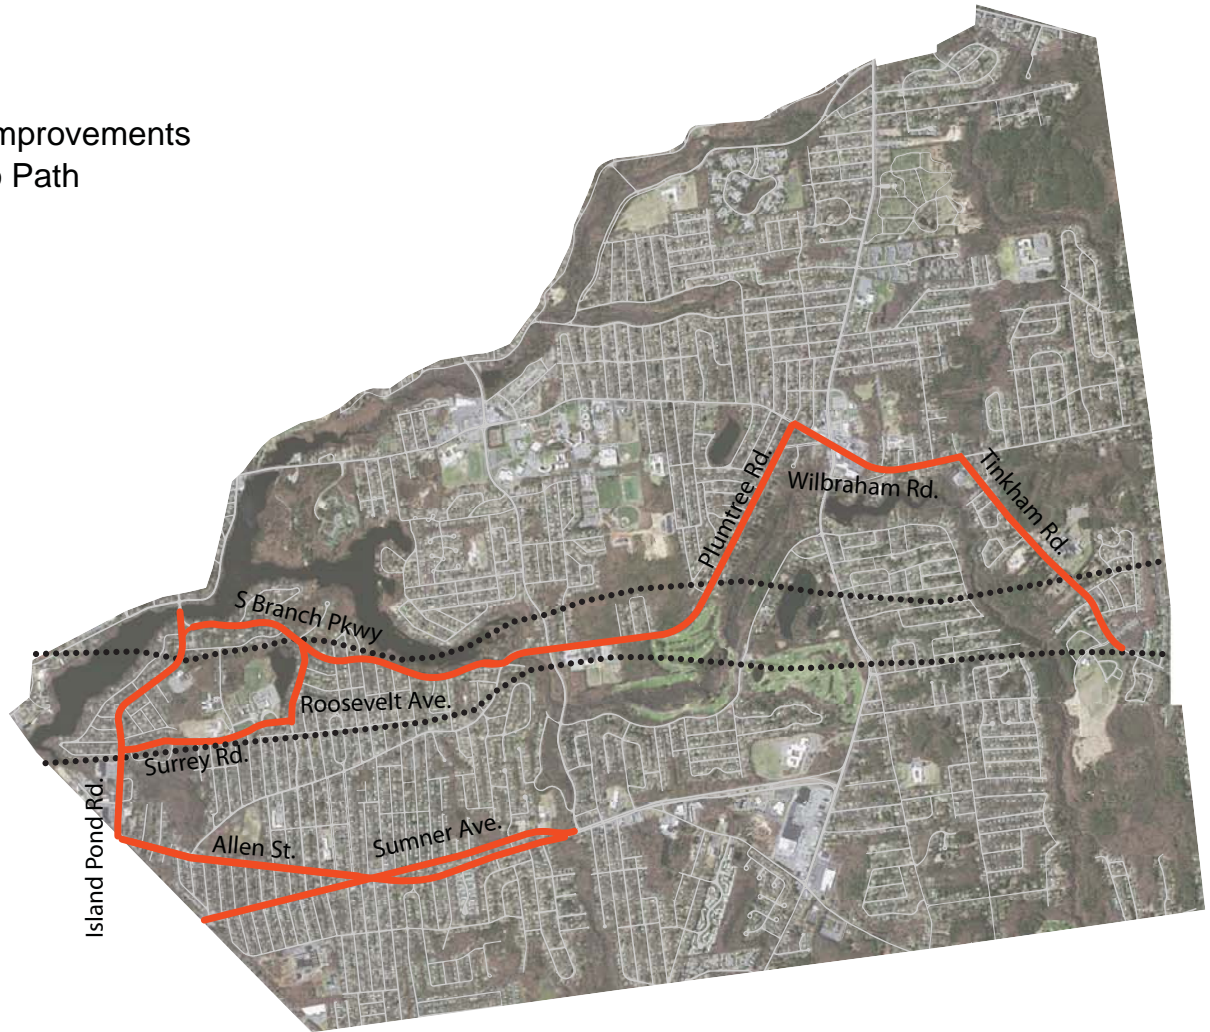 mprovements
Path
Tinkham Rd.
Plumtree Rd.
Wilbraham Rd.
S Branch Pkwy
Roosevelt Ave.
Surrey Rd.
Island Pond Rd.
Sumner Ave.
Allen St.